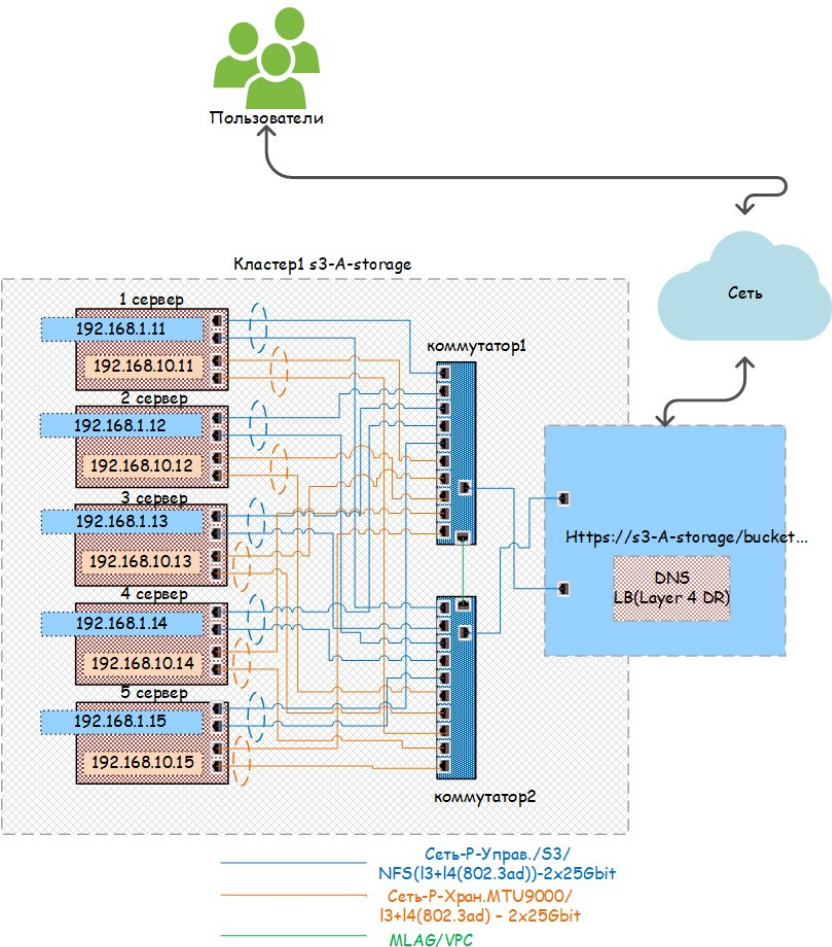 Пользователи
Сеть
Кластер1 s3-A-storage
1 сервер
192.168.1.11
192.168.10.11
2 сервер
192.168.1.12
192.168.10.12
3 сервер
192.168.1.13
192.168.10.13
4 сервер
192.168.1.14
192.168.10.14
5 сервер
192.168.1.15
192.168.10.15
коммутатор1
коммутатор2
Https://s3-A-storage/bucket...
DNS
LB(Layer 4 DR)
Сеть-Р-Управ./S3/
NFS(l3+l4(802.3ad))-2x25Gbit
Сеть-Р-Хран.MTU9000/
l3+l4(802.3ad) - 2x25Gbit
MLAG/VPC